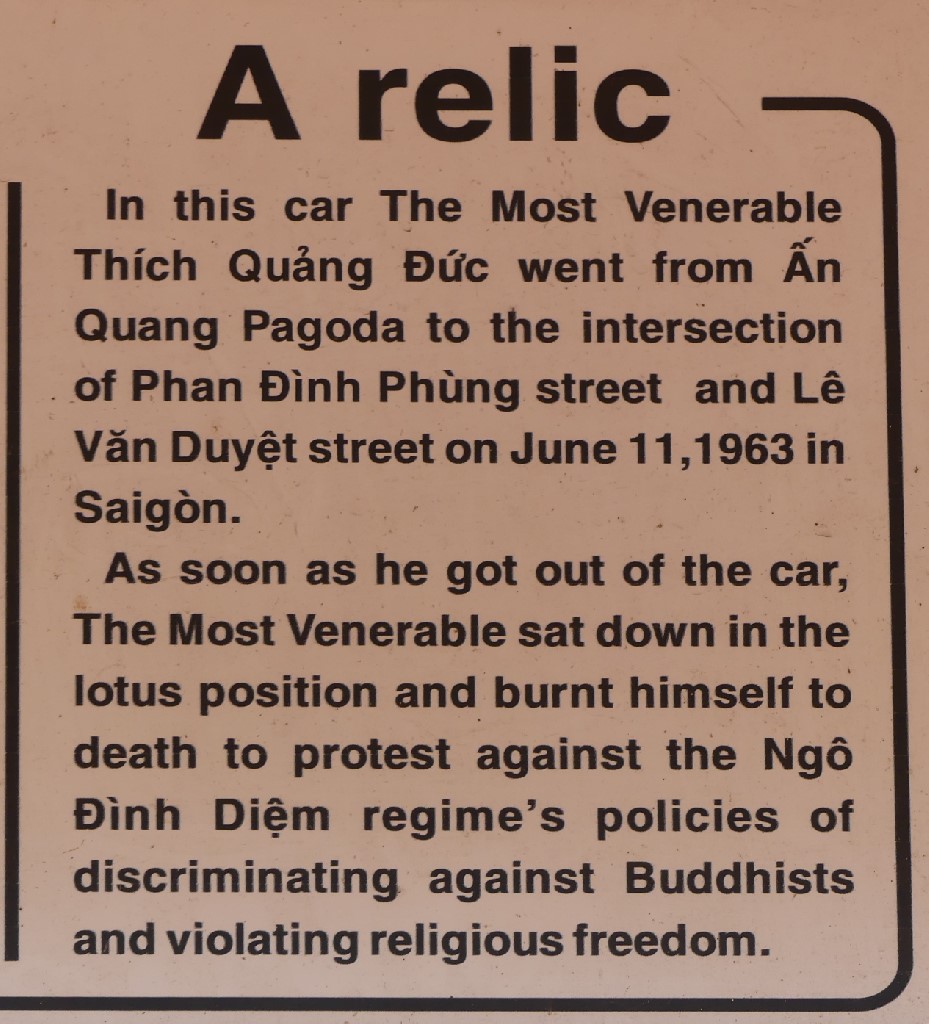 A relic
In this car The Most Venerable
Thích Quảng Đức went from Ấn
Quang Pagoda to the intersection
of Phan Đình Phùng street and Lê
Văn Duyệt street on June 11,1963 in
Saigòn.
As soon as he got out of the car,
The Most Venerable sat down in the
lotus position and burnt himself to
death to protest against the Ngô
Đình Diệm regime's policies of
discriminating against Buddhists
and violating religious freedom.